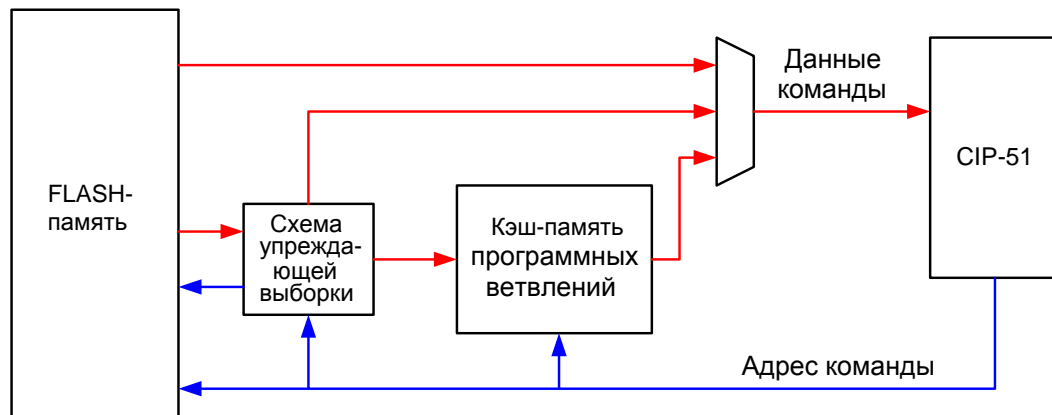 Данные
команды
CIP-51
FLASH-
память
Схема
упрежда-
ющей
выборки
Кэш-память
программных
ветвлений
Адрес команды